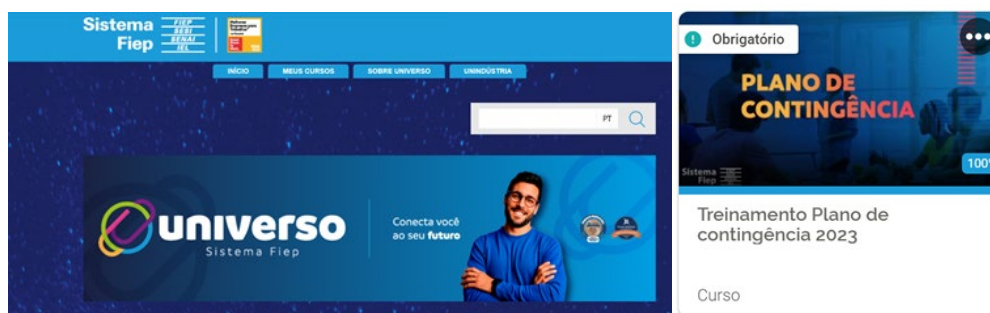 Sistema
Fiep
FIEP
SESI
SENAI
IEL
INÍCIO
MEUS CURSOS
SOBRE UNIVERSO
UNINDÚSTRIA
PT
universo
Sistema Fiep
Conecta você
ao seu futuro
Obrigatório
PLANO DE
CONTINGÊNCIA
Sistema
Fiep
100%
Treinamento Plano de
contingência 2023
Curso